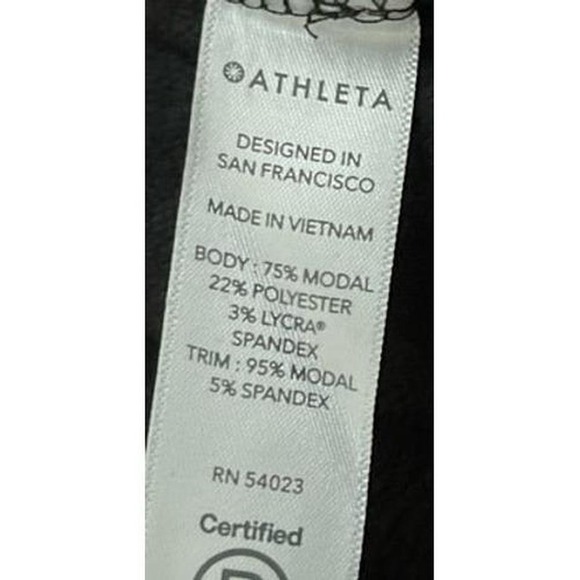 ATHLETA
DESIGNED IN
SAN FRANCISCO
MADE IN VIETNAM
BODY : 75% MODAL
22% POLYESTER
3% LYCRA®
SPANDEX
TRIM : 95% MODAL
5% SPANDEX
RN 54023
Certified